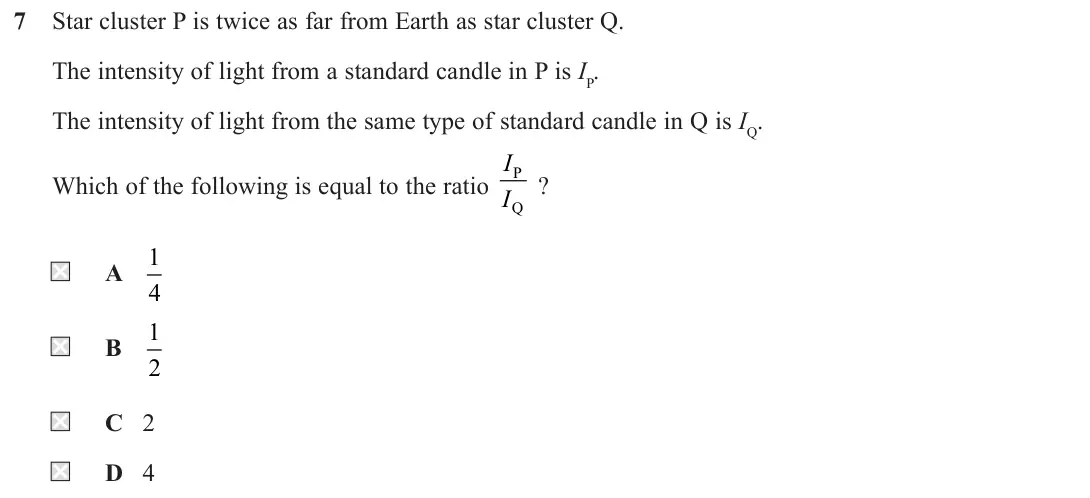 7 Star cluster P is twice as far from Earth as star cluster Q.
The intensity of light from a standard candle in P is I_P.
The intensity of light from the same type of standard candle in Q is I_Q.
Which of the following is equal to the ratio I_P/I_Q ?
A 1/4
B 1/2
C 2
D 4